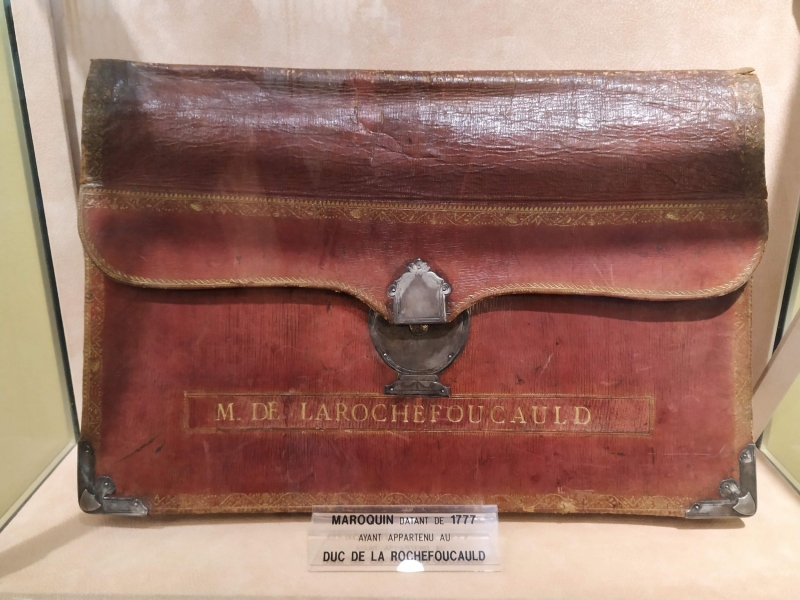 M. DE LAROCHEFOUCAULD
MAROQUIN DATANT DE 1777
AYANT APPARTENU AU
DUC DE LA ROCHEFOUCAULD